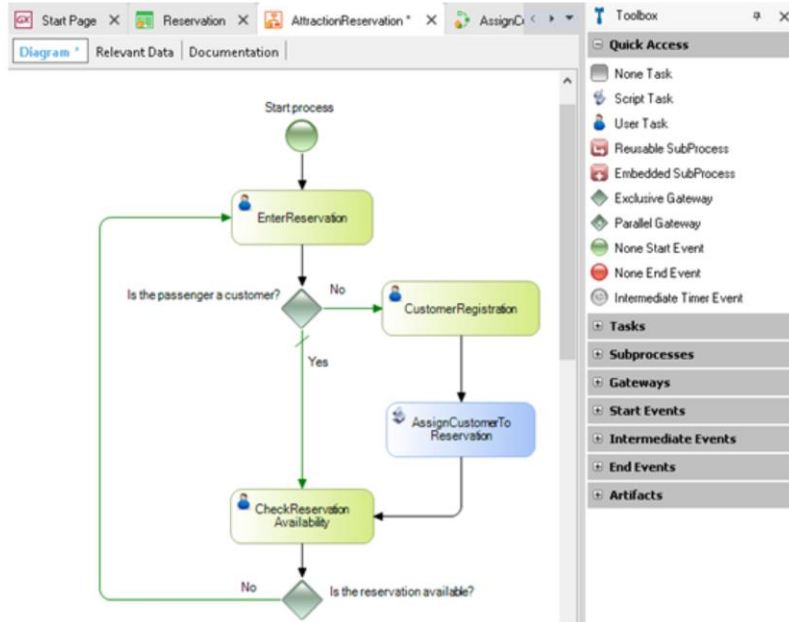 Start Page
Reservation
AttractionReservation *
Diagram *
Relevant Data
Documentation
Start process
EnterReservation
Is the passenger a customer?
No
CustomerRegistration
Yes
AssignCustomerTo
Reservation
CheckReservation
Availability
No
Is the reservation available?
Toolbox
Quick Access
None Task
Script Task
User Task
Reusable SubProcess
Embedded SubProcess
Exclusive Gateway
Parallel Gateway
None Start Event
None End Event
Intermediate Timer Event
Tasks
Subprocesses
Gateways
Start Events
Intermediate Events
End Events
Artifacts